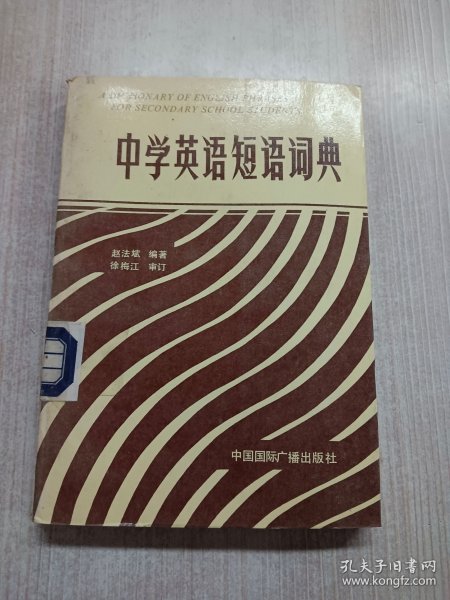 A DICTIONARY OF ENGLISH PHRASES
FOR SECONDARY SCHOOL STUDENTS
中学英语短语词典
赵法斌 编著
徐梅江 审订
中国国际广播出版社
孔夫子旧书网
www.kongfz.com